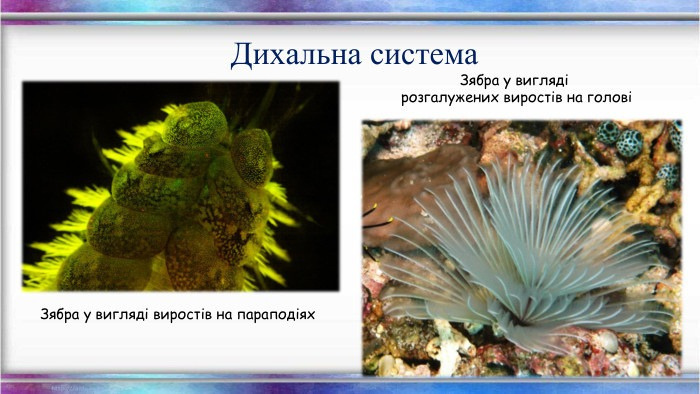 Дихальна система
Зябра у вигляді
розгалужених виростів на голові
Зябра у вигляді виростів на параподіях